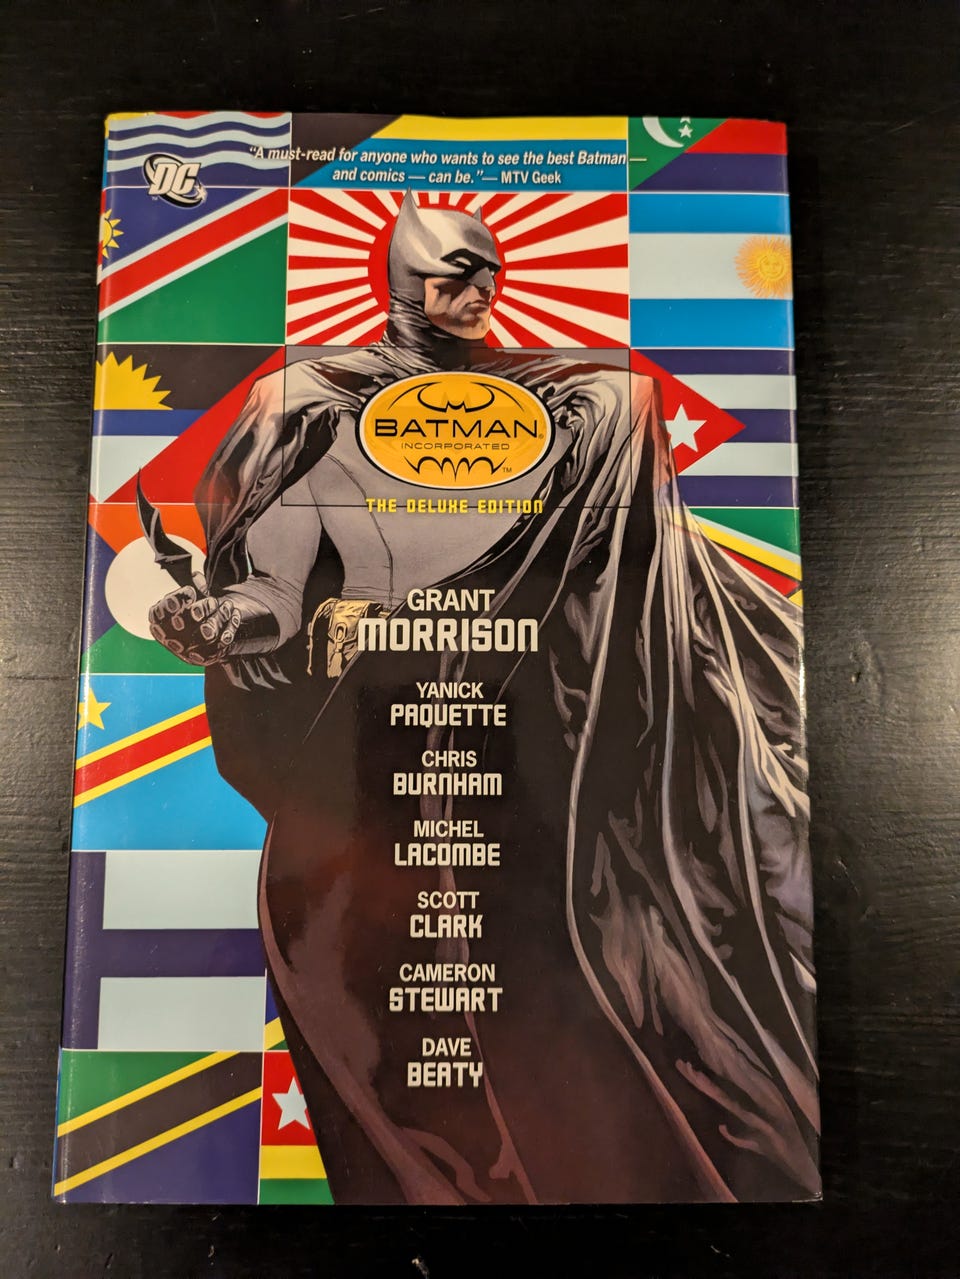 "A must-read for anyone who wants to see the best Batman —
and comics — can be." — MTV Geek
DC
TM
BATMAN®
INCORPORATED
TM
THE DELUXE EDITION
GRANT
MORRISON
YANICK
PAQUETTE
CHRIS
BURNHAM
MICHEL
LACOMBE
SCOTT
CLARK
CAMERON
STEWART
DAVE
BEATY